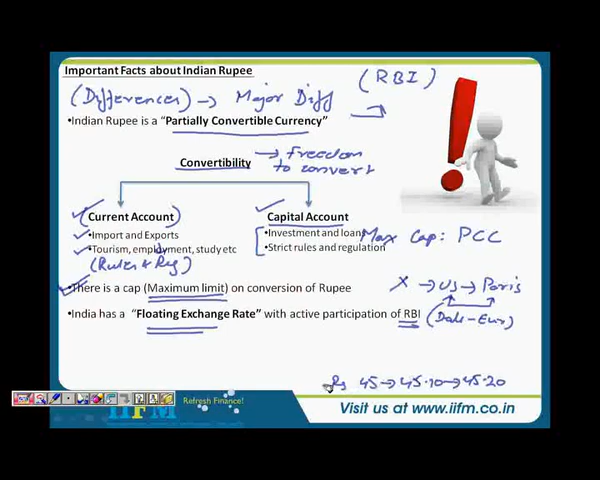 Important Facts about Indian Rupee
(RBI)
(Differences) → Major Diff
•Indian Rupee is a "Partially Convertible Currency"
Convertibility → Freedom to convert
Current Account
Capital Account
•Import and Exports
•Investment and loans
•Tourism, employment, study etc
•Strict rules and regulation
Max Cap: PCC
(Rules & Reg)
•There is a cap (Maximum limit) on conversion of Rupee
X → US → Paris
•India has a "Floating Exchange Rate" with active participation of RBI
Rs 45 → 45.10 → 45.20
IIFM
Refresh Finance!
Visit us at www.iifm.co.in